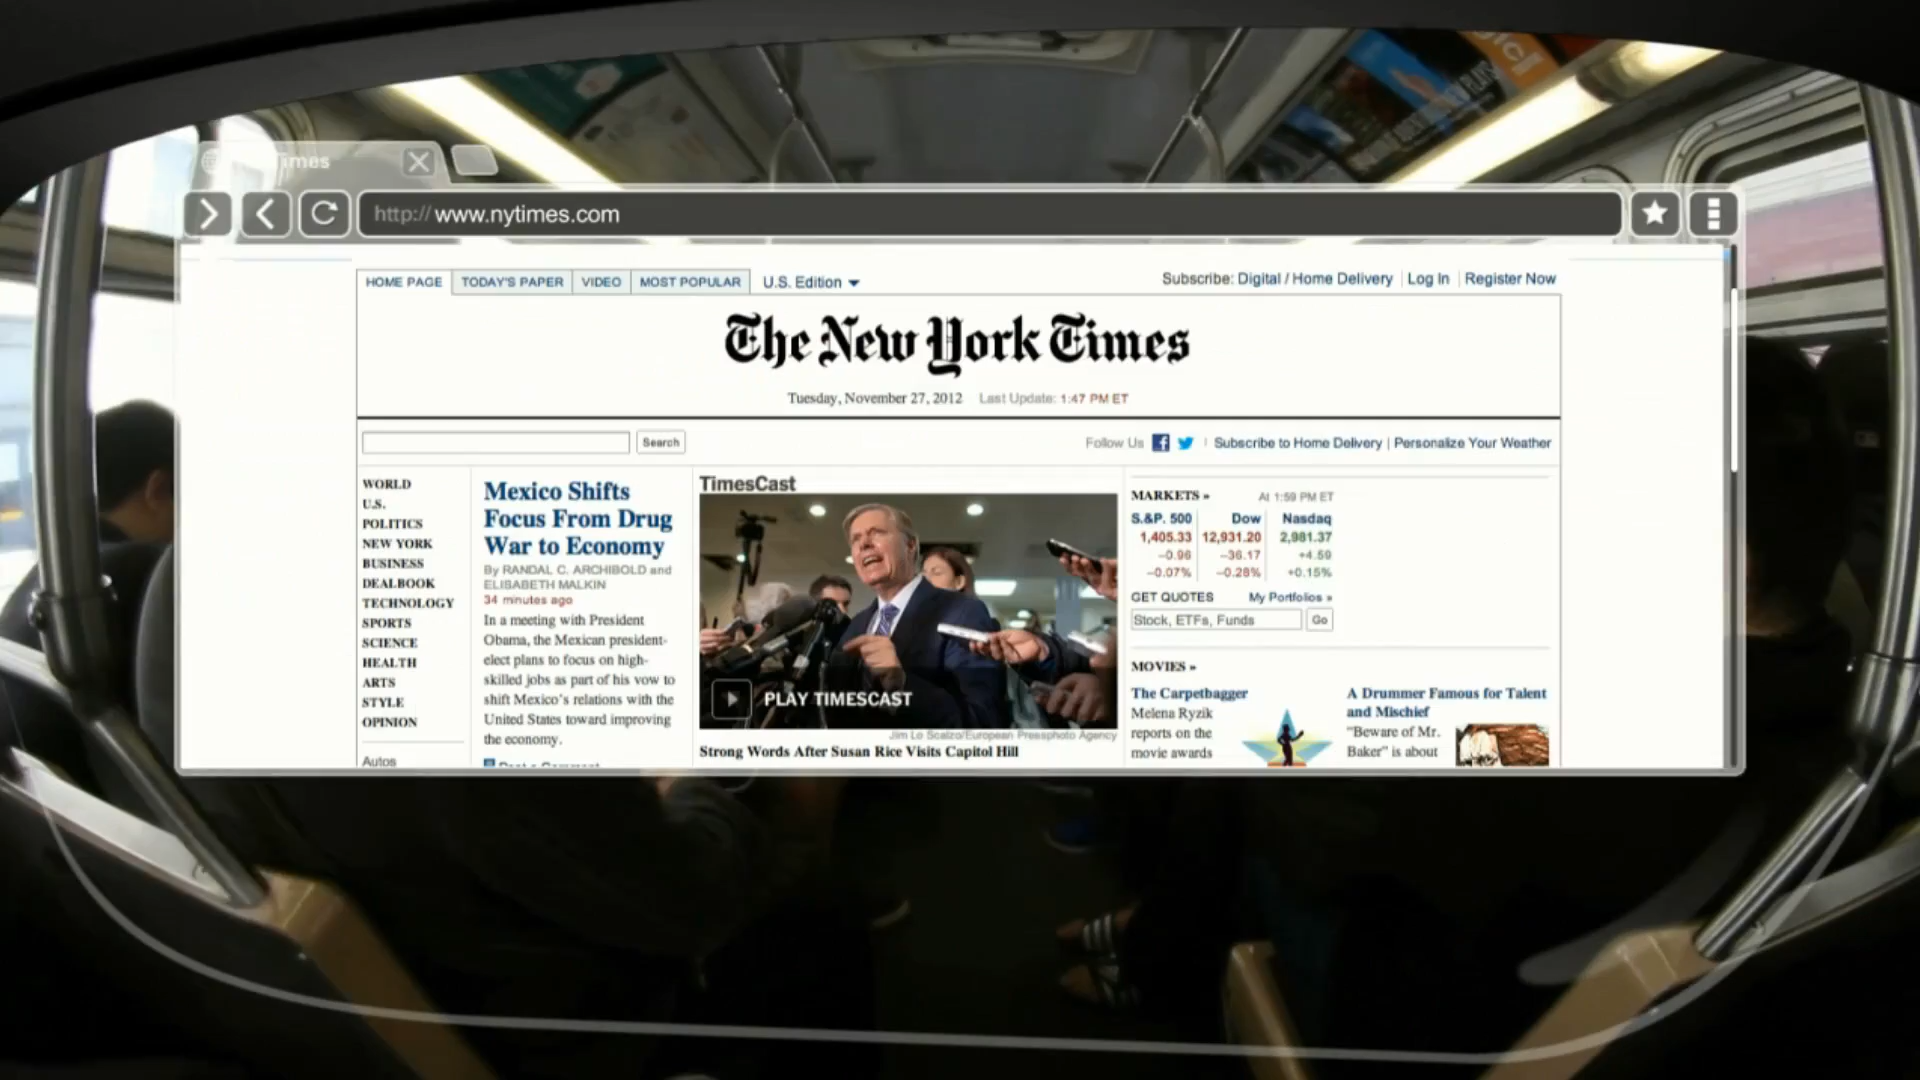 Times
http://www.nytimes.com
HOME PAGE TODAY'S PAPER VIDEO MOST POPULAR U.S. Edition
Subscribe: Digital / Home Delivery Log In Register Now
The New York Times
Tuesday, November 27, 2012 Last Update: 1:47 PM ET
Search
Follow Us Subscribe to Home Delivery | Personalize Your Weather
WORLD
U.S.
POLITICS
NEW YORK
BUSINESS
DEALBOOK
TECHNOLOGY
SPORTS
SCIENCE
HEALTH
ARTS
STYLE
OPINION
Autos
Mexico Shifts
Focus From Drug
War to Economy
By RANDAL C. ARCHIBOLD and
ELISABETH MALKIN
34 minutes ago
In a meeting with President
Obama, the Mexican president-
elect plans to focus on high-
skilled jobs as part of his vow to
shift Mexico's relations with the
United States toward improving
the economy.
TimesCast
PLAY TIMESCAST
Jim Lo Scalzo/European Pressphoto Agency
Strong Words After Susan Rice Visits Capitol Hill
MARKETS » At 1:59 PM ET
S.&P. 500 Dow Nasdaq
1,405.33 12,931.20 2,981.37
–0.96 –36.17 +4.59
–0.07% –0.28% +0.15%
GET QUOTES My Portfolios »
Stock, ETFs, Funds Go
MOVIES »
The Carpetbagger
Melena Ryzik
reports on the
movie awards
A Drummer Famous for Talent
and Mischief
"Beware of Mr.
Baker" is about